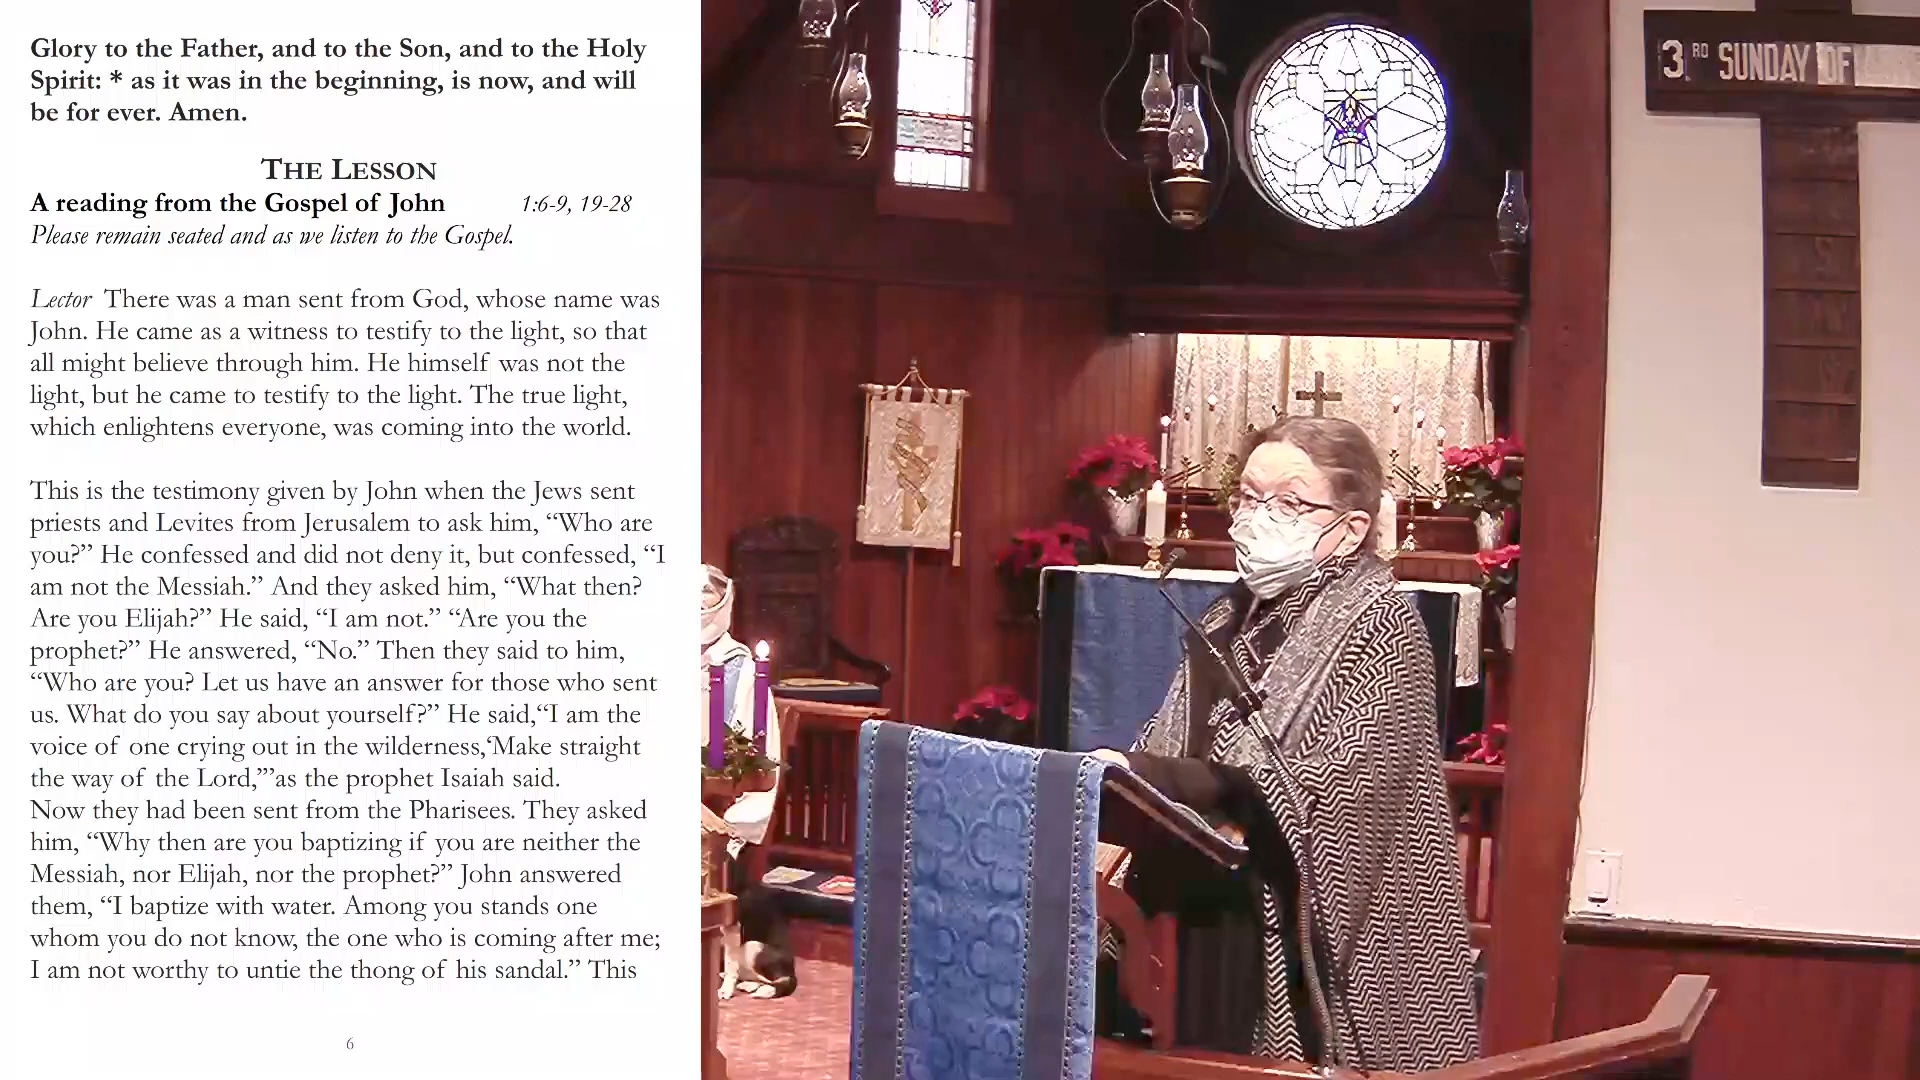 Glory to the Father, and to the Son, and to the Holy
Spirit: * as it was in the beginning, is now, and will
be for ever. Amen.
THE LESSON
A reading from the Gospel of John 1:6-9, 19-28
Please remain seated and as we listen to the Gospel.
Lector There was a man sent from God, whose name was
John. He came as a witness to testify to the light, so that
all might believe through him. He himself was not the
light, but he came to testify to the light. The true light,
which enlightens everyone, was coming into the world.
This is the testimony given by John when the Jews sent
priests and Levites from Jerusalem to ask him, “Who are
you?” He confessed and did not deny it, but confessed, “I
am not the Messiah.” And they asked him, “What then?
Are you Elijah?” He said, “I am not.” “Are you the
prophet?” He answered, “No.” Then they said to him,
“Who are you? Let us have an answer for those who sent
us. What do you say about yourself?” He said,“I am the
voice of one crying out in the wilderness,‘Make straight
the way of the Lord,’”as the prophet Isaiah said.
Now they had been sent from the Pharisees. They asked
him, “Why then are you baptizing if you are neither the
Messiah, nor Elijah, nor the prophet?” John answered
them, “I baptize with water. Among you stands one
whom you do not know, the one who is coming after me;
I am not worthy to untie the thong of his sandal.” This
6
3RD SUNDAY OF